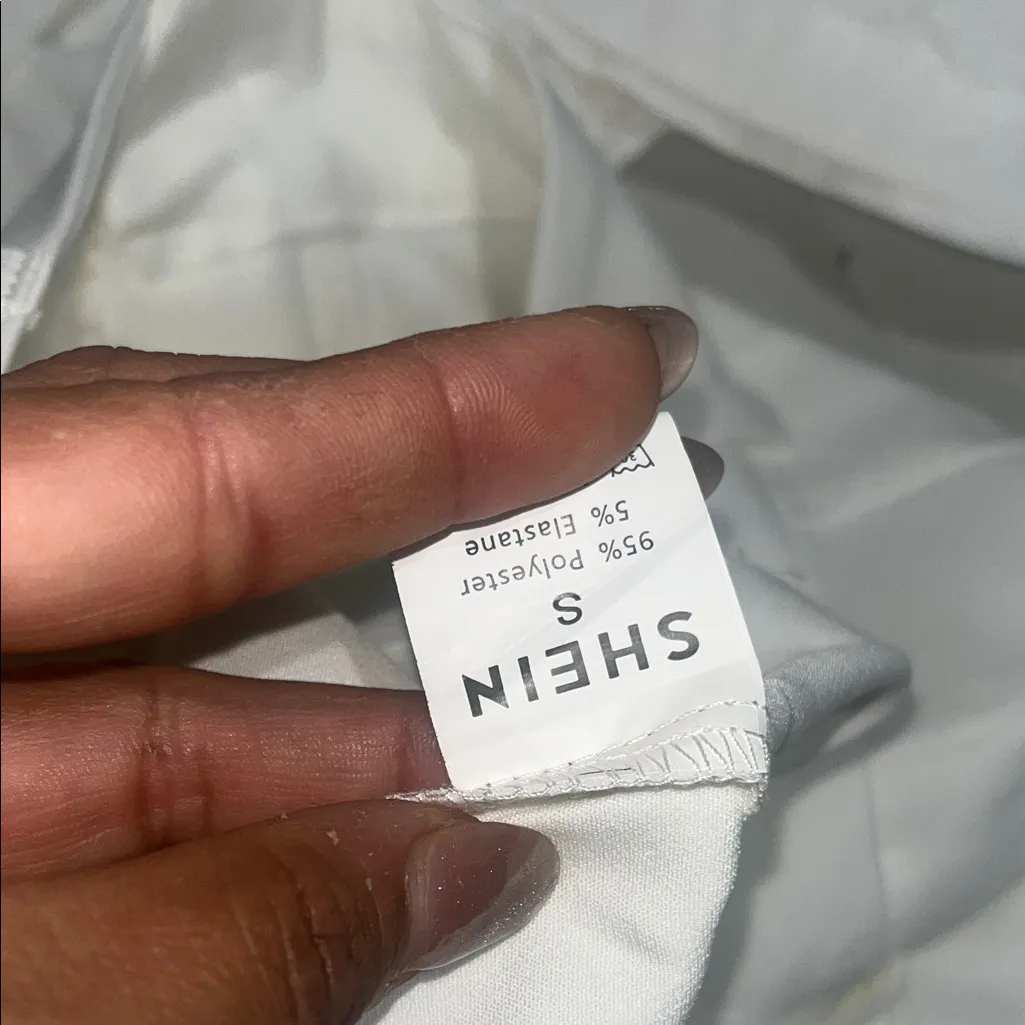 SHEIN
S
95% Polyester
5% Elastane